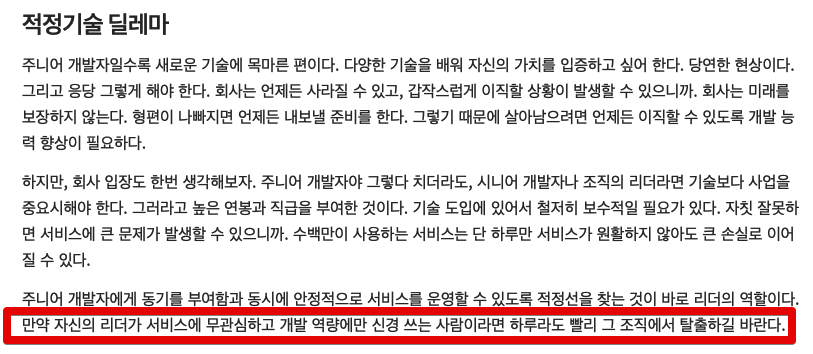 적정기술 딜레마
주니어 개발자일수록 새로운 기술에 목마른 편이다. 다양한 기술을 배워 자신의 가치를 입증하고 싶어 한다. 당연한 현상이다.
그리고 응당 그렇게 해야 한다. 회사는 언제든 사라질 수 있고, 갑작스럽게 이직할 상황이 발생할 수 있으니까. 회사는 미래를
보장하지 않는다. 형편이 나빠지면 언제든 내보낼 준비를 한다. 그렇기 때문에 살아남으려면 언제든 이직할 수 있도록 개발 능
력 향상이 필요하다.
하지만, 회사 입장도 한번 생각해보자. 주니어 개발자야 그렇다 치더라도, 시니어 개발자나 조직의 리더라면 기술보다 사업을
중요시해야 한다. 그러라고 높은 연봉과 직급을 부여한 것이다. 기술 도입에 있어서 철저히 보수적일 필요가 있다. 자칫 잘못하
면 서비스에 큰 문제가 발생할 수 있으니까. 수백만이 사용하는 서비스는 단 하루만 서비스가 원활하지 않아도 큰 손실로 이어
질 수 있다.
주니어 개발자에게 동기를 부여함과 동시에 안정적으로 서비스를 운영할 수 있도록 적정선을 찾는 것이 바로 리더의 역할이다.
만약 자신의 리더가 서비스에 무관심하고 개발 역량에만 신경 쓰는 사람이라면 하루라도 빨리 그 조직에서 탈출하길 바란다.